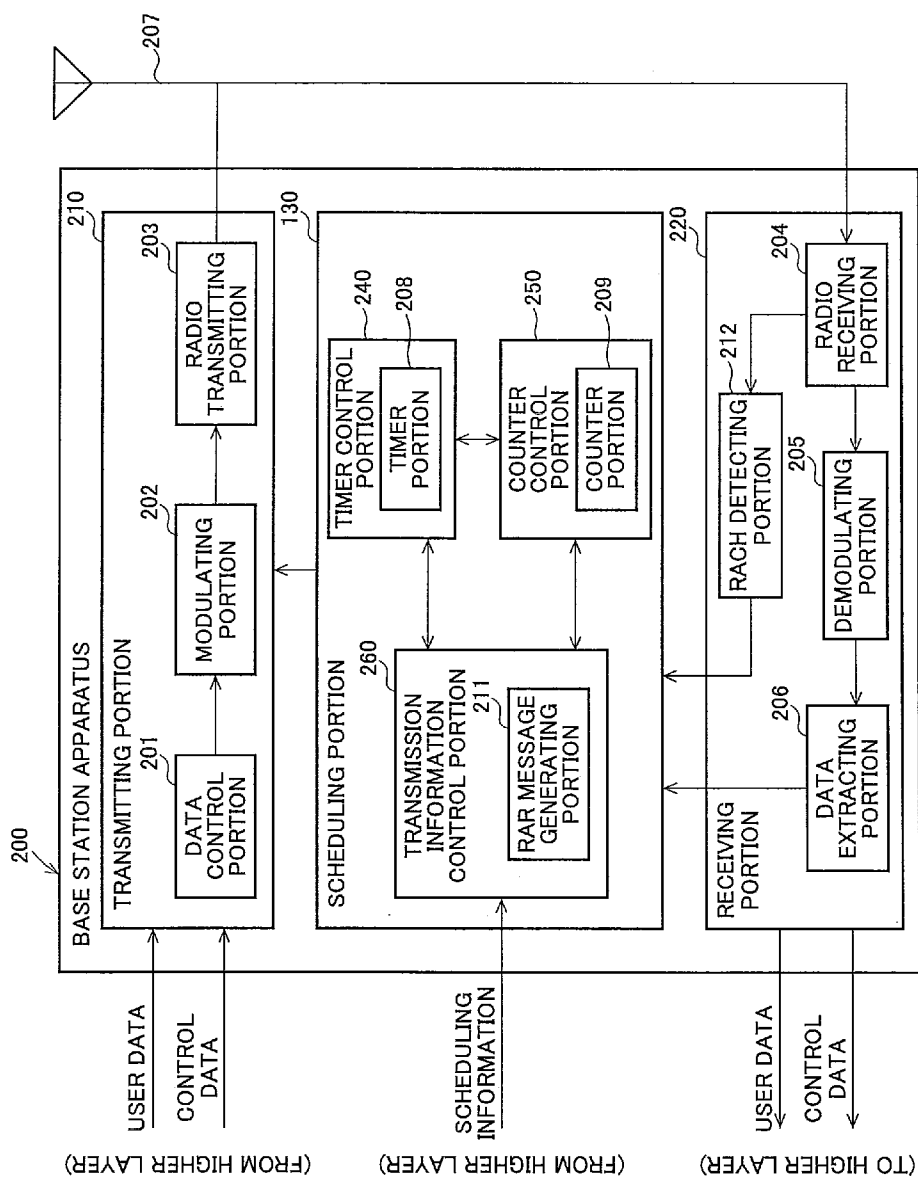 200
BASE STATION APPARATUS
210
TRANSMITTING PORTION
201
DATA
CONTROL
PORTION
202
MODULATING
PORTION
203
RADIO
TRANSMITTING
PORTION
207
USER DATA
CONTROL
DATA
(FROM HIGHER LAYER)
130
SCHEDULING PORTION
260
TRANSMISSION
INFORMATION
CONTROL PORTION
211
RAR MESSAGE
GENERATING
PORTION
240
TIMER CONTROL
PORTION
208
TIMER
PORTION
250
COUNTER
CONTROL
PORTION
209
COUNTER
PORTION
SCHEDULING
INFORMATION
(FROM HIGHER LAYER)
220
RECEIVING
PORTION
206
DATA
EXTRACTING
PORTION
205
DEMODULATING
PORTION
212
RACH DETECTING
PORTION
204
RADIO
RECEIVING
PORTION
USER DATA
CONTROL
DATA
(TO HIGHER LAYER)